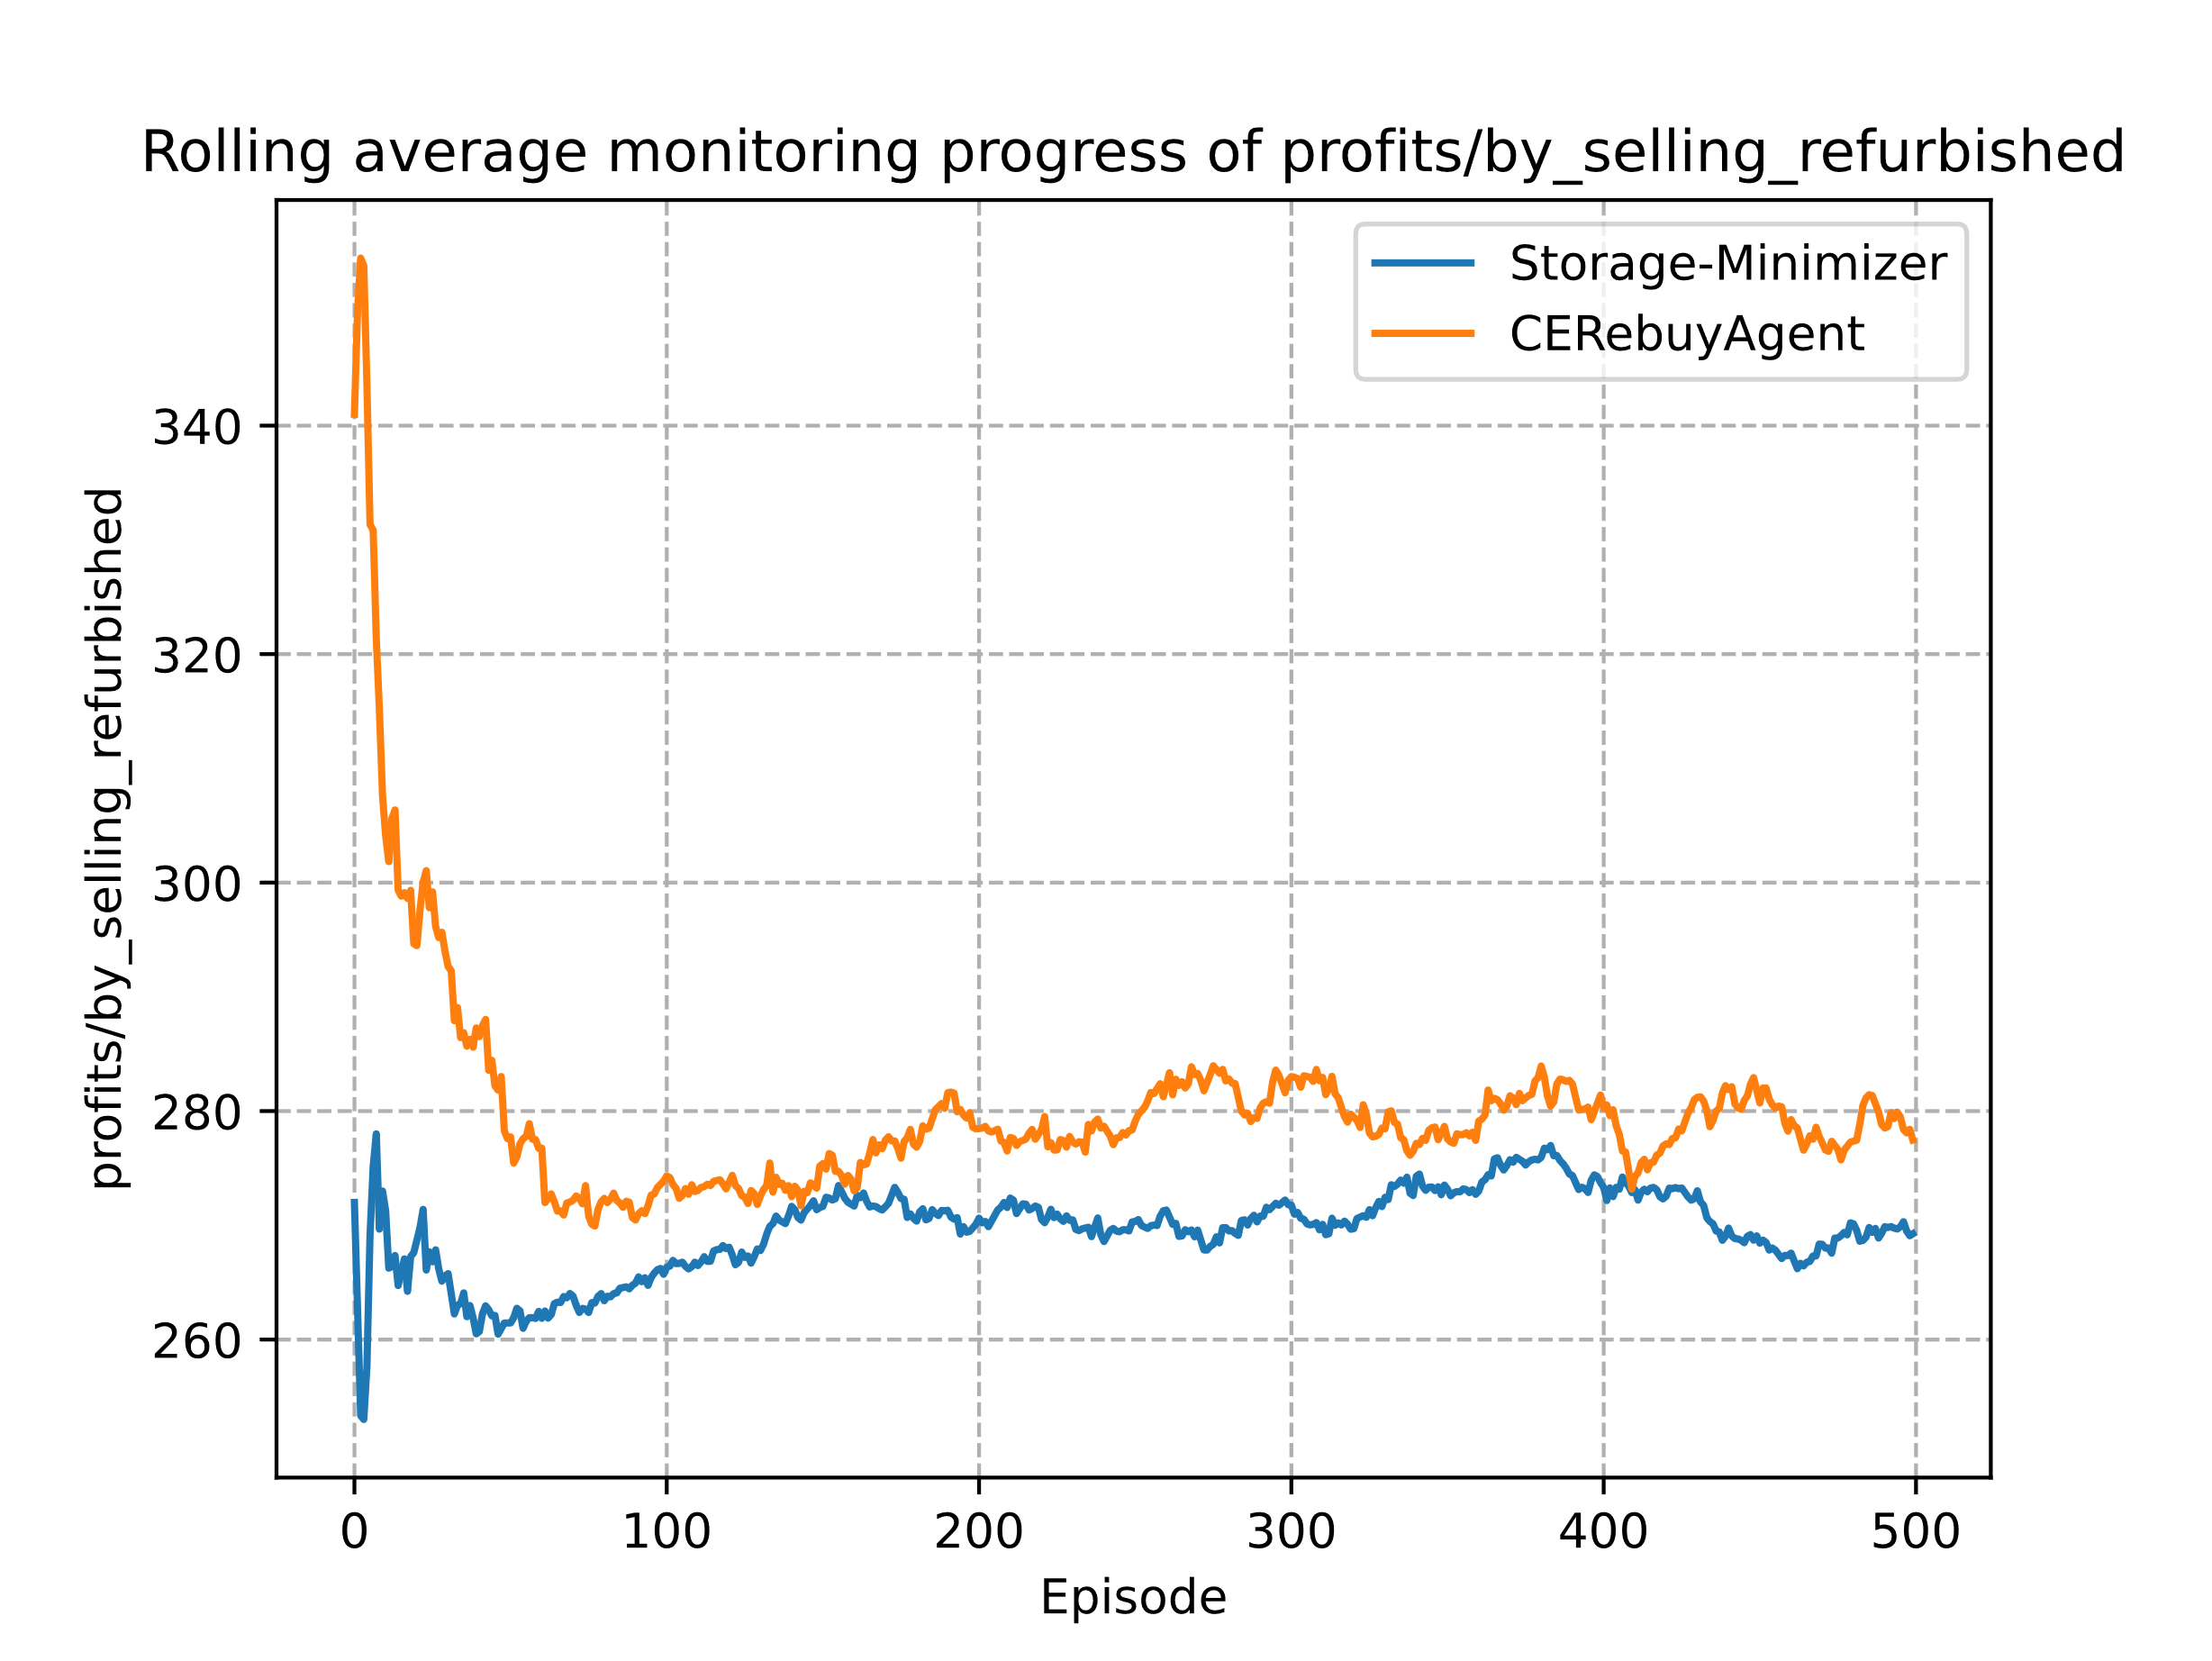 Rolling average monitoring progress of profits/by_selling_refurbished
Storage-Minimizer
CERebuyAgent
profits/by_selling_refurbished
340
320
300
280
260
0 100 200 300 400 500
Episode